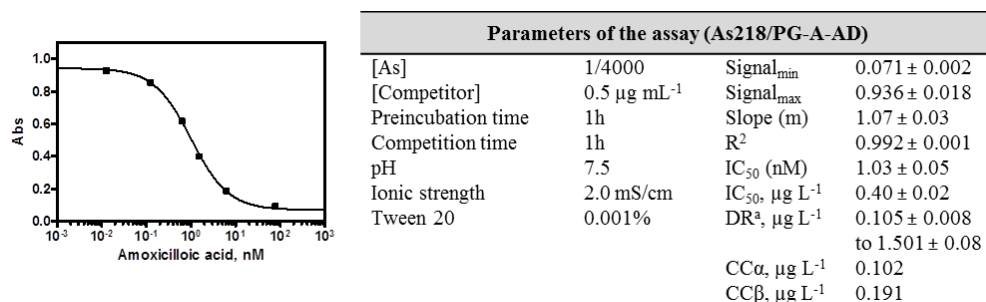 1.0
0.8
0.6
0.4
0.2
0.0
Abs
10⁻³ 10⁻² 10⁻¹ 10⁰ 10¹ 10² 10³
Amoxicilloic acid, nM
Parameters of the assay (As218/PG-A-AD)
[As] 1/4000 Signalmin 0.071 ± 0.002
[Competitor] 0.5 µg mL⁻¹ Signalmax 0.936 ± 0.018
Preincubation time 1h Slope (m) 1.07 ± 0.03
Competition time 1h R² 0.992 ± 0.001
pH 7.5 IC₅₀ (nM) 1.03 ± 0.05
Ionic strength 2.0 mS/cm IC₅₀, µg L⁻¹ 0.40 ± 0.02
Tween 20 0.001% DRᵃ, µg L⁻¹ 0.105 ± 0.008
to 1.501 ± 0.08
CCα, µg L⁻¹ 0.102
CCβ, µg L⁻¹ 0.191